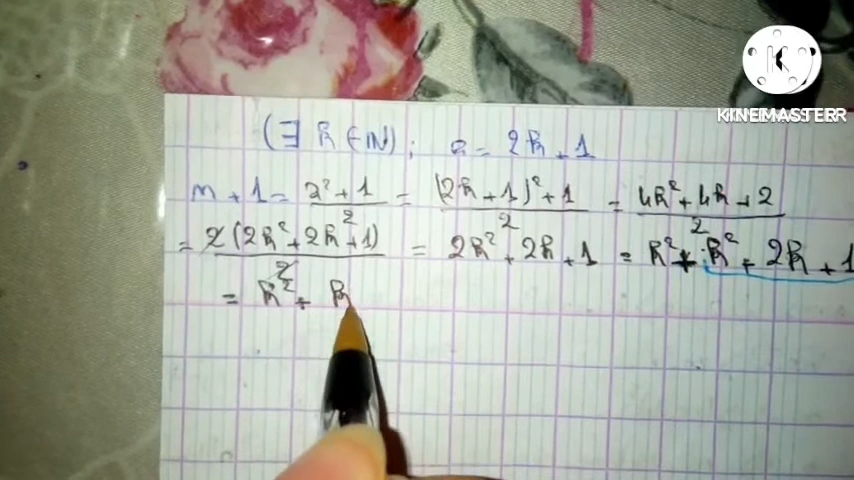 K
KINEMASTER
(∃ k ∈ IN); a = 2k + 1
n + 1 = (a² + 1)/2 = ((2k + 1)² + 1)/2 = (4k² + 4k + 2)/2
= 2(2k² + 2k + 1)/2 = 2k² + 2k + 1 = k² + k² + 2k + 1
= k² + k